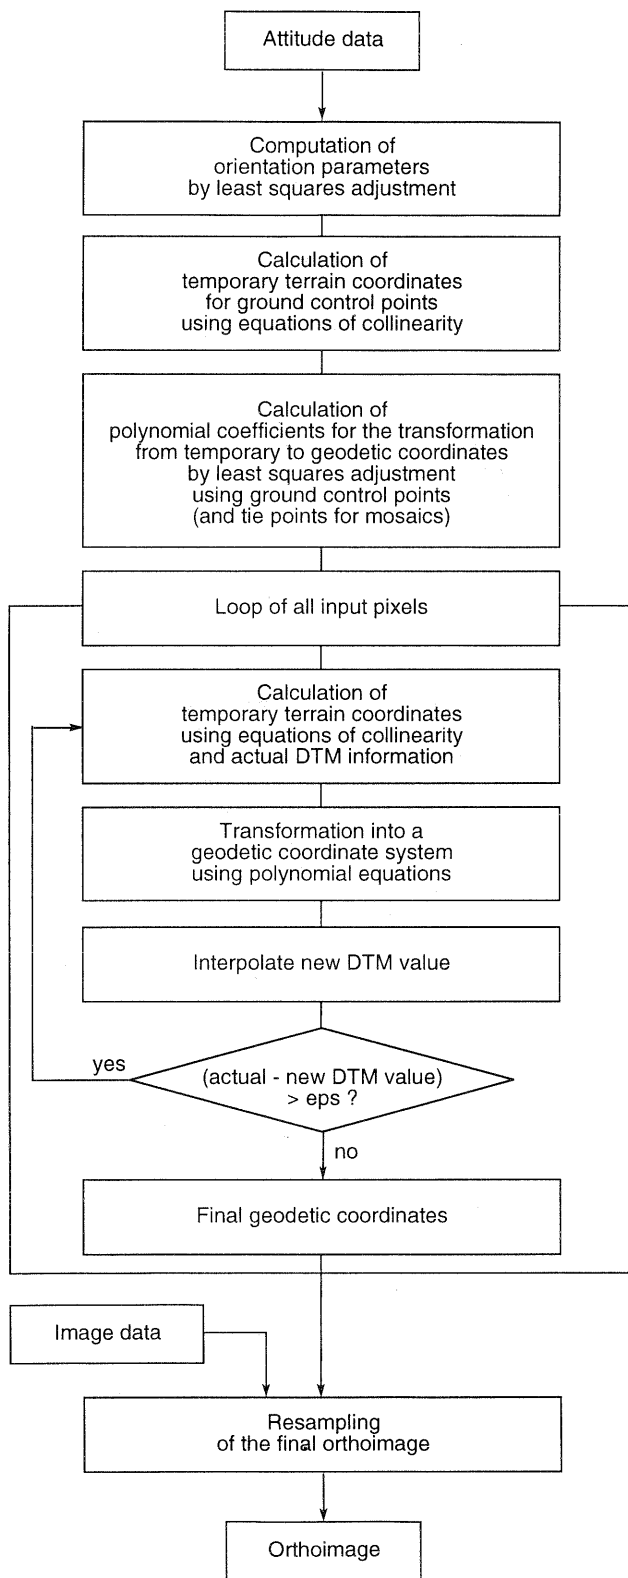 Attitude data
Computation of
orientation parameters
by least squares adjustment
Calculation of
temporary terrain coordinates
for ground control points
using equations of collinearity
Calculation of
polynomial coefficients for the transformation
from temporary to geodetic coordinates
by least squares adjustment
using ground control points
(and tie points for mosaics)
Loop of all input pixels
Calculation of
temporary terrain coordinates
using equations of collinearity
and actual DTM information
Transformation into a
geodetic coordinate system
using polynomial equations
Interpolate new DTM value
yes
(actual - new DTM value)
> eps ?
no
Final geodetic coordinates
Image data
Resampling
of the final orthoimage
Orthoimage